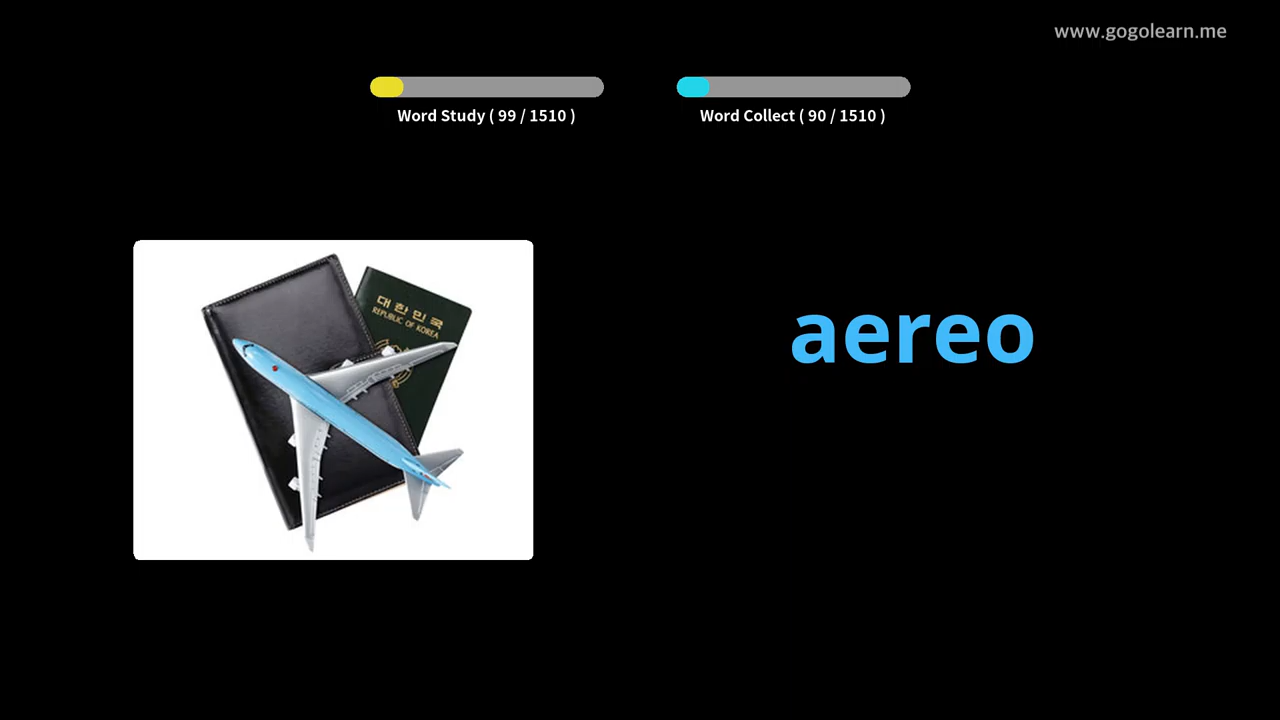 www.gogolearn.me
Word Study ( 99 / 1510 )
Word Collect ( 90 / 1510 )
대한민국
REPUBLIC OF KOREA
aereo